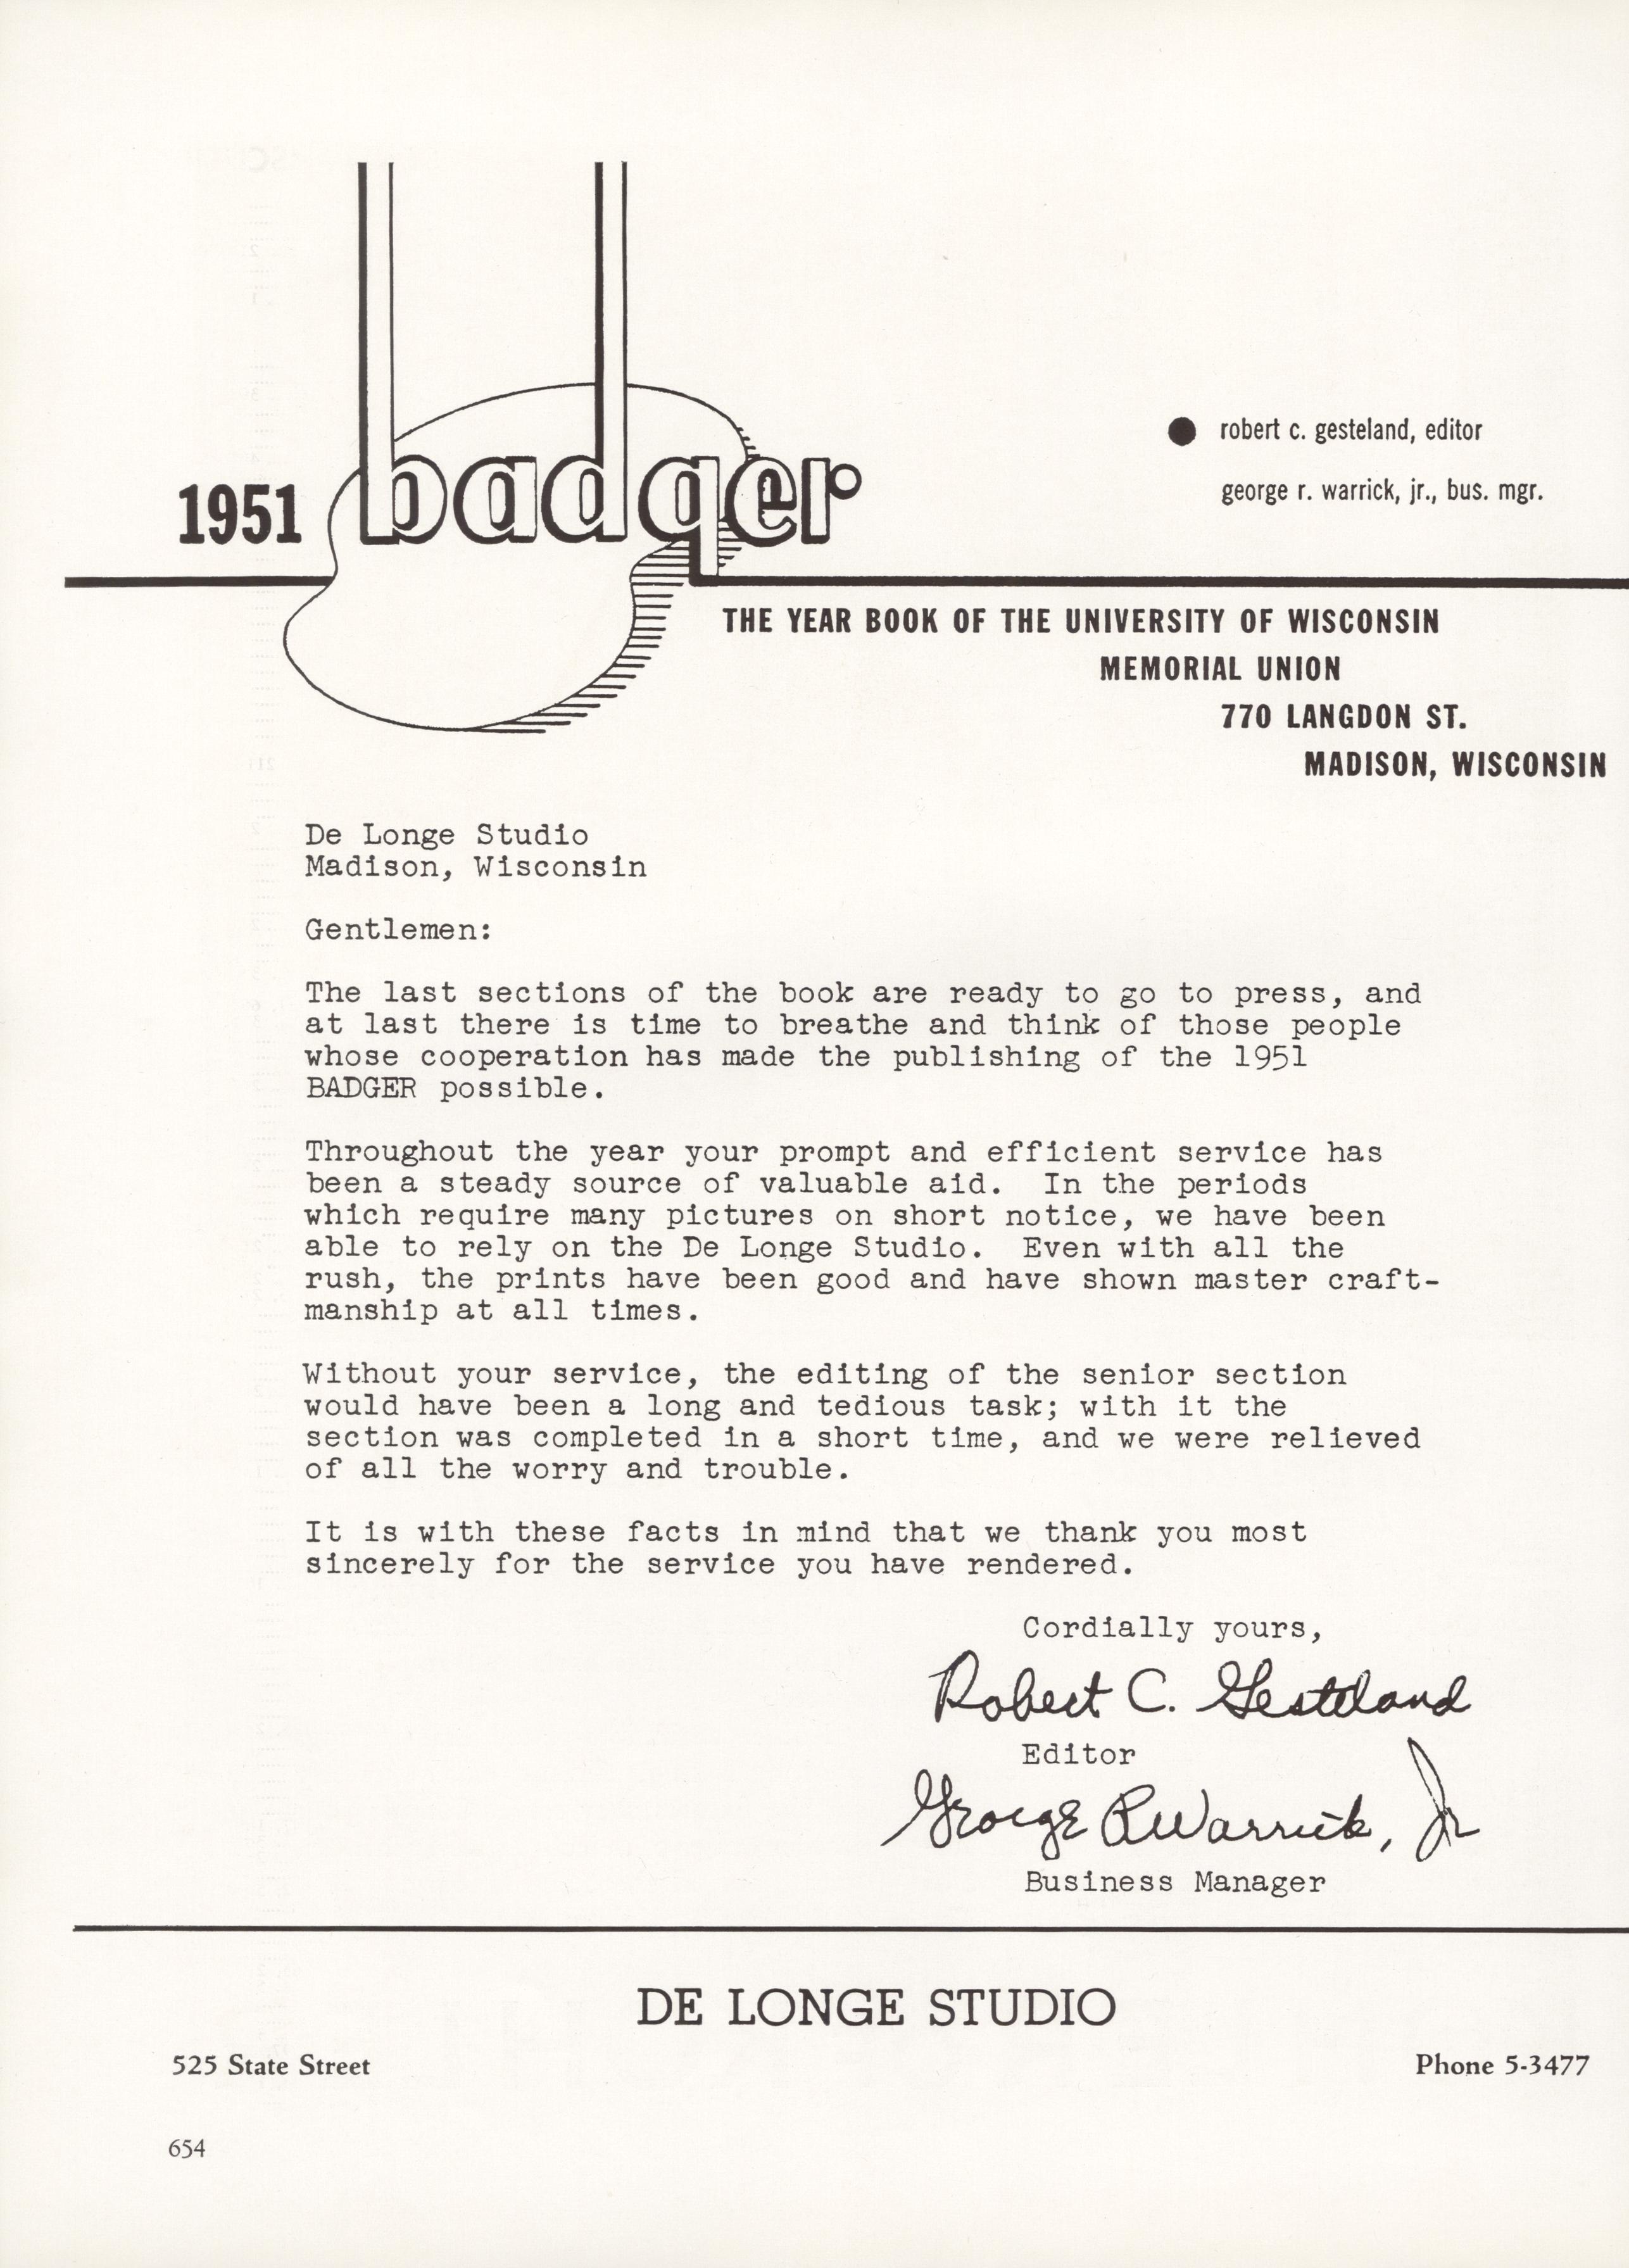 1951 badger
robert c. gesteland, editor
george r. warrick, jr., bus. mgr.
THE YEAR BOOK OF THE UNIVERSITY OF WISCONSIN
MEMORIAL UNION
770 LANGDON ST.
MADISON, WISCONSIN
De Longe Studio
Madison, Wisconsin
Gentlemen:
The last sections of the book are ready to go to press, and
at last there is time to breathe and think of those people
whose cooperation has made the publishing of the 1951
BADGER possible.
Throughout the year your prompt and efficient service has
been a steady source of valuable aid. In the periods
which require many pictures on short notice, we have been
able to rely on the De Longe Studio. Even with all the
rush, the prints have been good and have shown master craft-
manship at all times.
Without your service, the editing of the senior section
would have been a long and tedious task; with it the
section was completed in a short time, and we were relieved
of all the worry and trouble.
It is with these facts in mind that we thank you most
sincerely for the service you have rendered.
Cordially yours,
Robert C. Gesteland
Editor
George R Warrick, Jr
Business Manager
DE LONGE STUDIO
525 State Street
Phone 5-3477
654